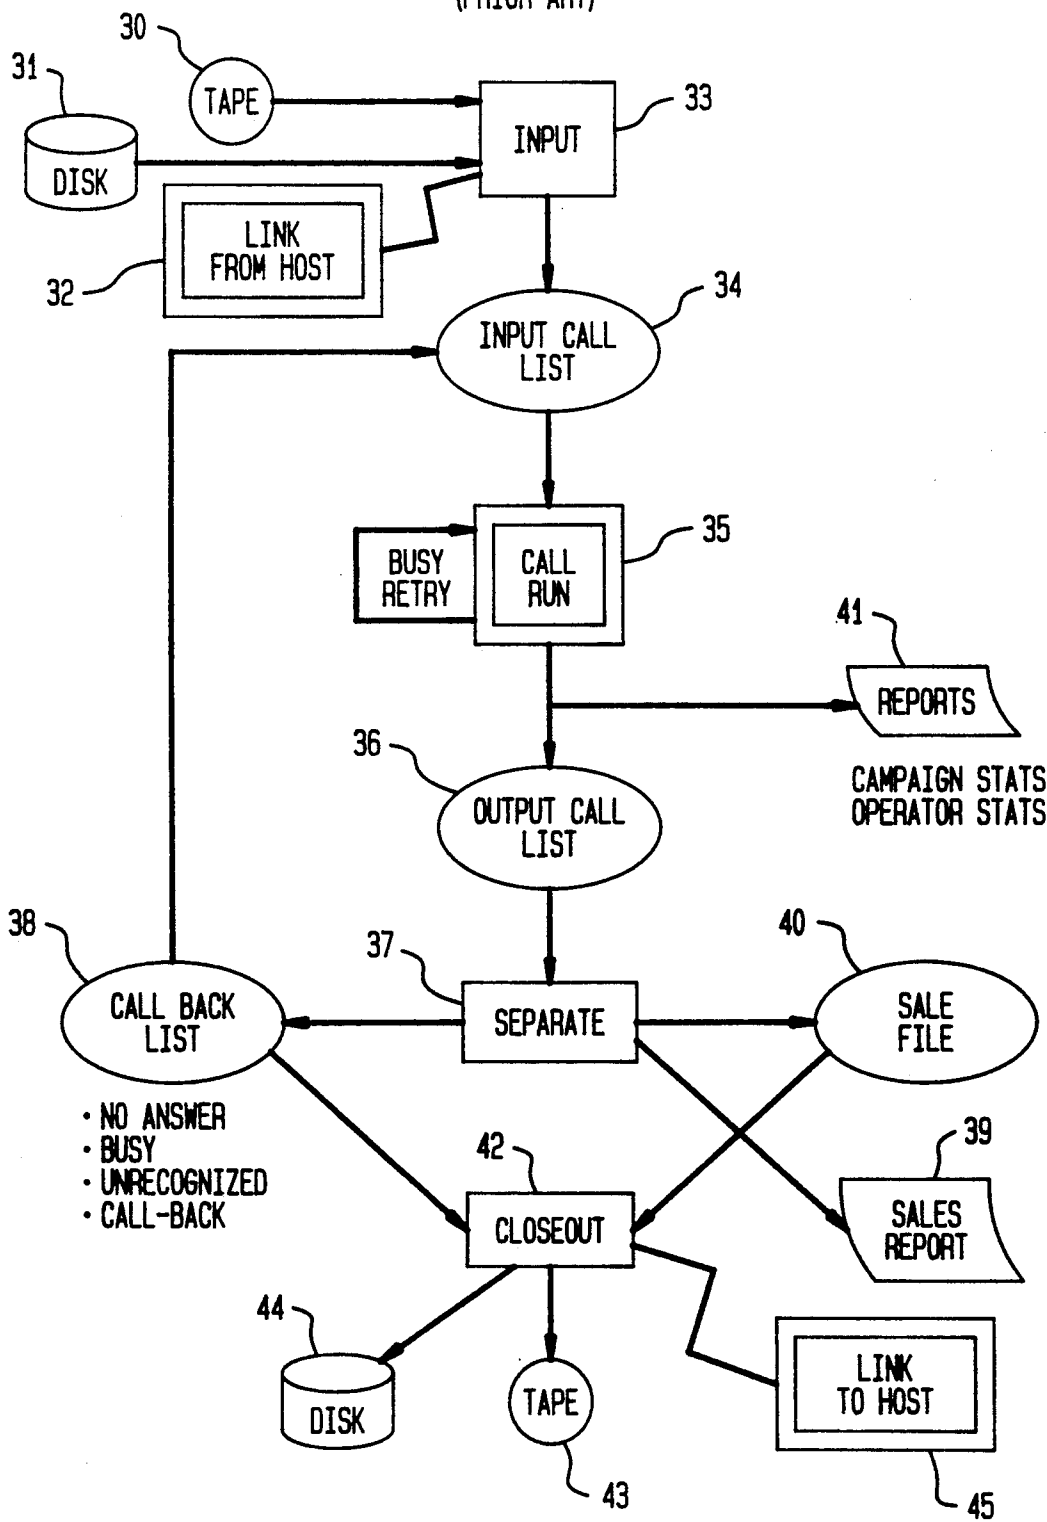 (PRIOR ART)
30
31
TAPE
33
INPUT
DISK
LINK
FROM HOST
32
34
INPUT CALL
LIST
35
BUSY
RETRY
CALL
RUN
41
REPORTS
36
CAMPAIGN STATS
OPERATOR STATS
OUTPUT CALL
LIST
38
37
40
CALL BACK
LIST
SEPARATE
SALE
FILE
• NO ANSWER
• BUSY
• UNRECOGNIZED
• CALL-BACK
42
39
CLOSEOUT
SALES
REPORT
44
DISK
TAPE
LINK
TO HOST
43
45